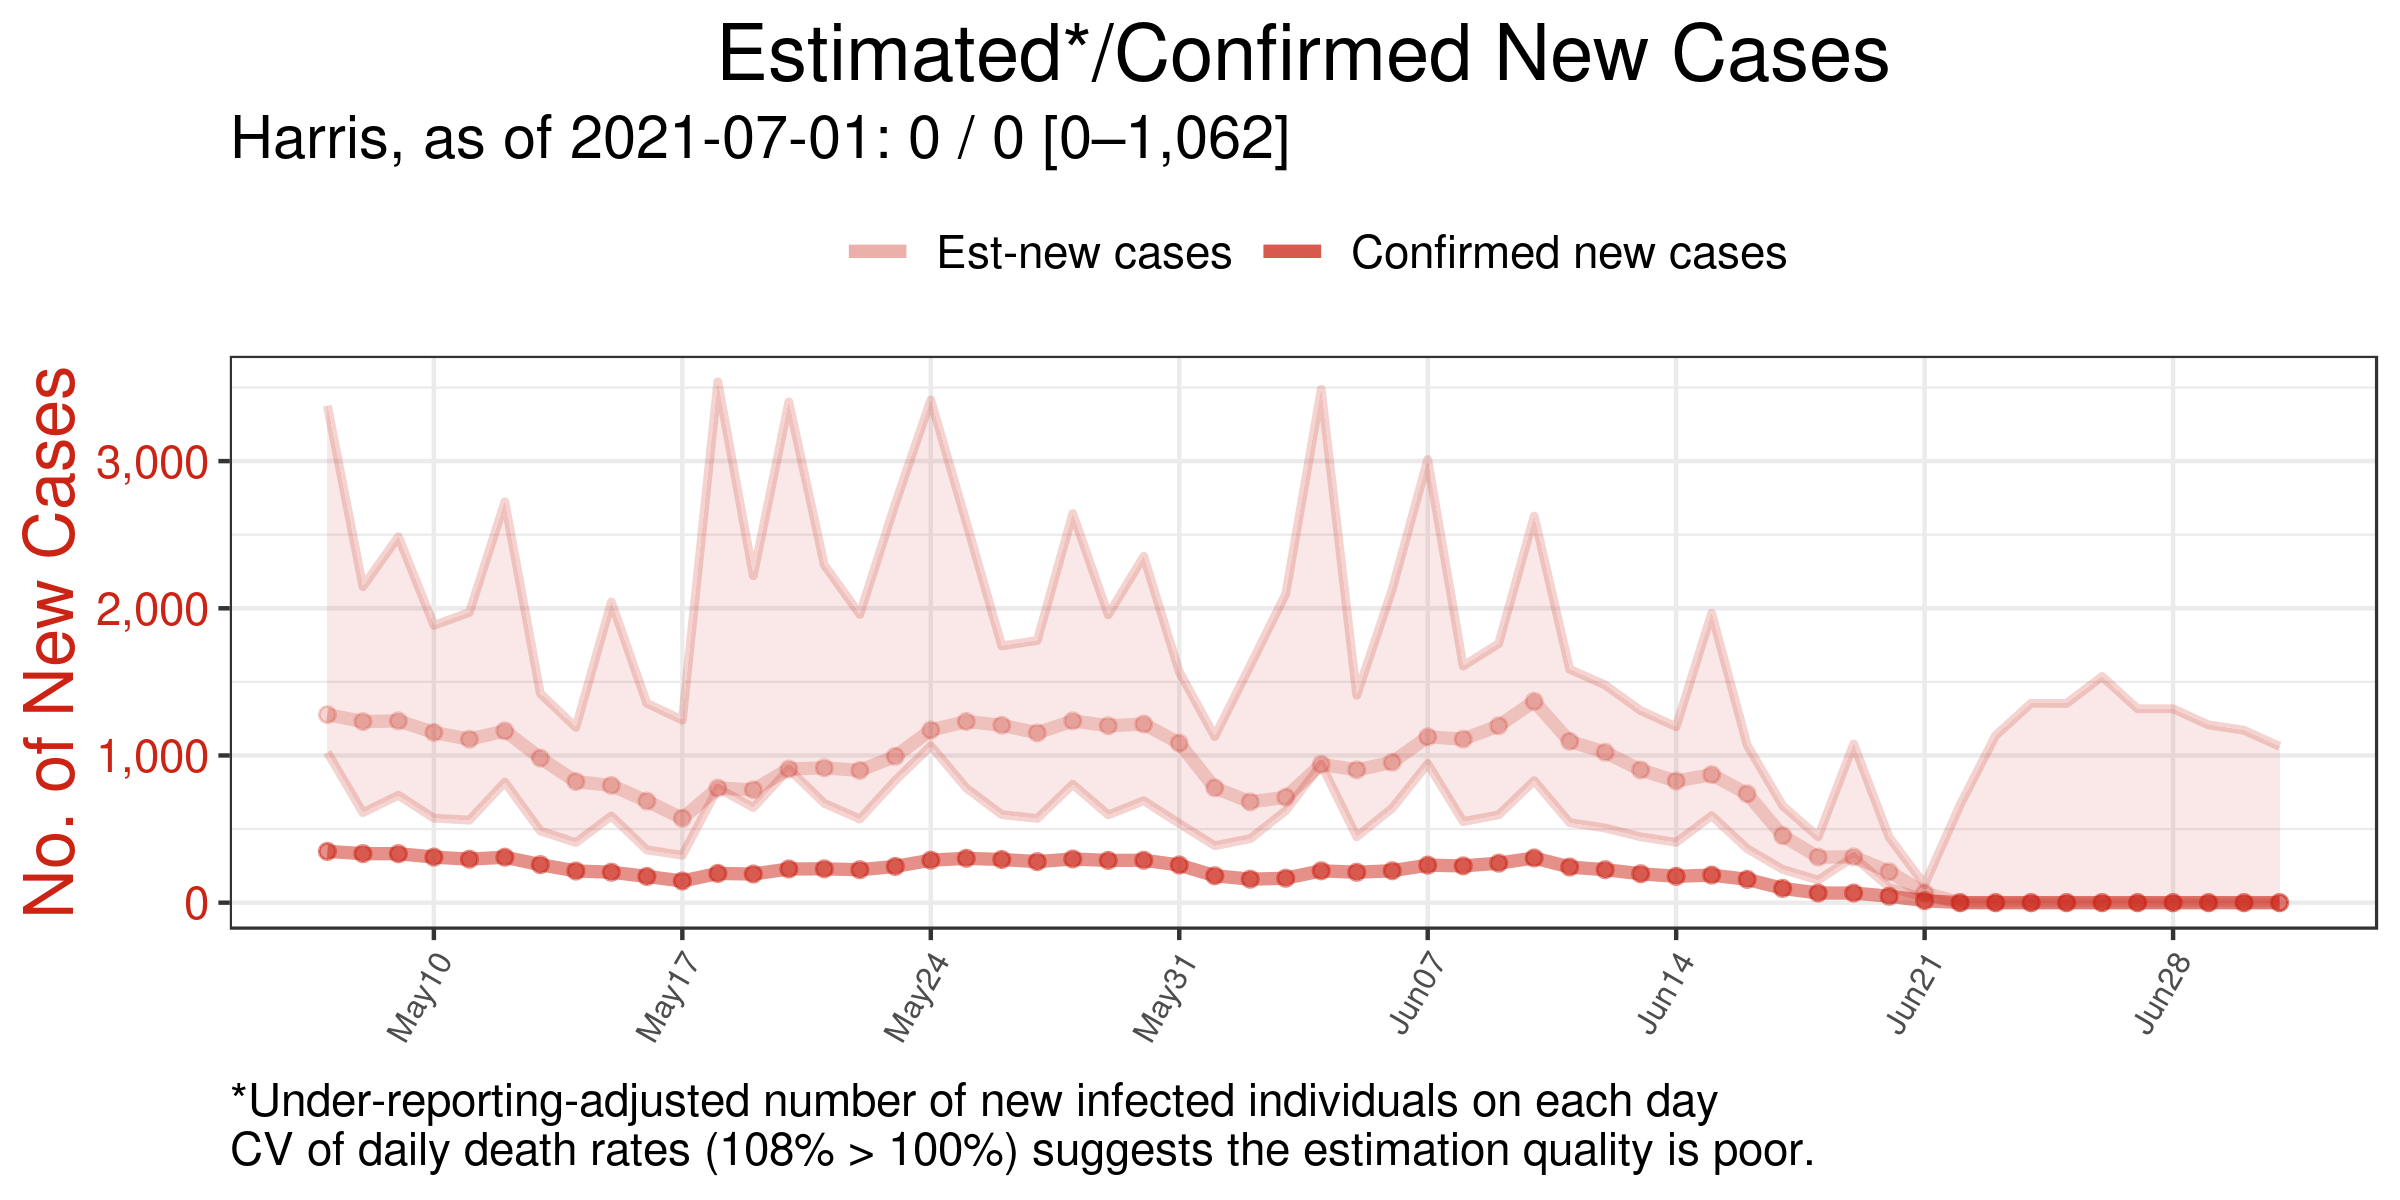 Estimated*/Confirmed New Cases
Harris, as of 2021-07-01: 0 / 0 [0–1,062]
Est-new cases Confirmed new cases
No. of New Cases
3,000
2,000
1,000
0
May10 May17 May24 May31 Jun07 Jun14 Jun21 Jun28
*Under-reporting-adjusted number of new infected individuals on each day
CV of daily death rates (108% > 100%) suggests the estimation quality is poor.